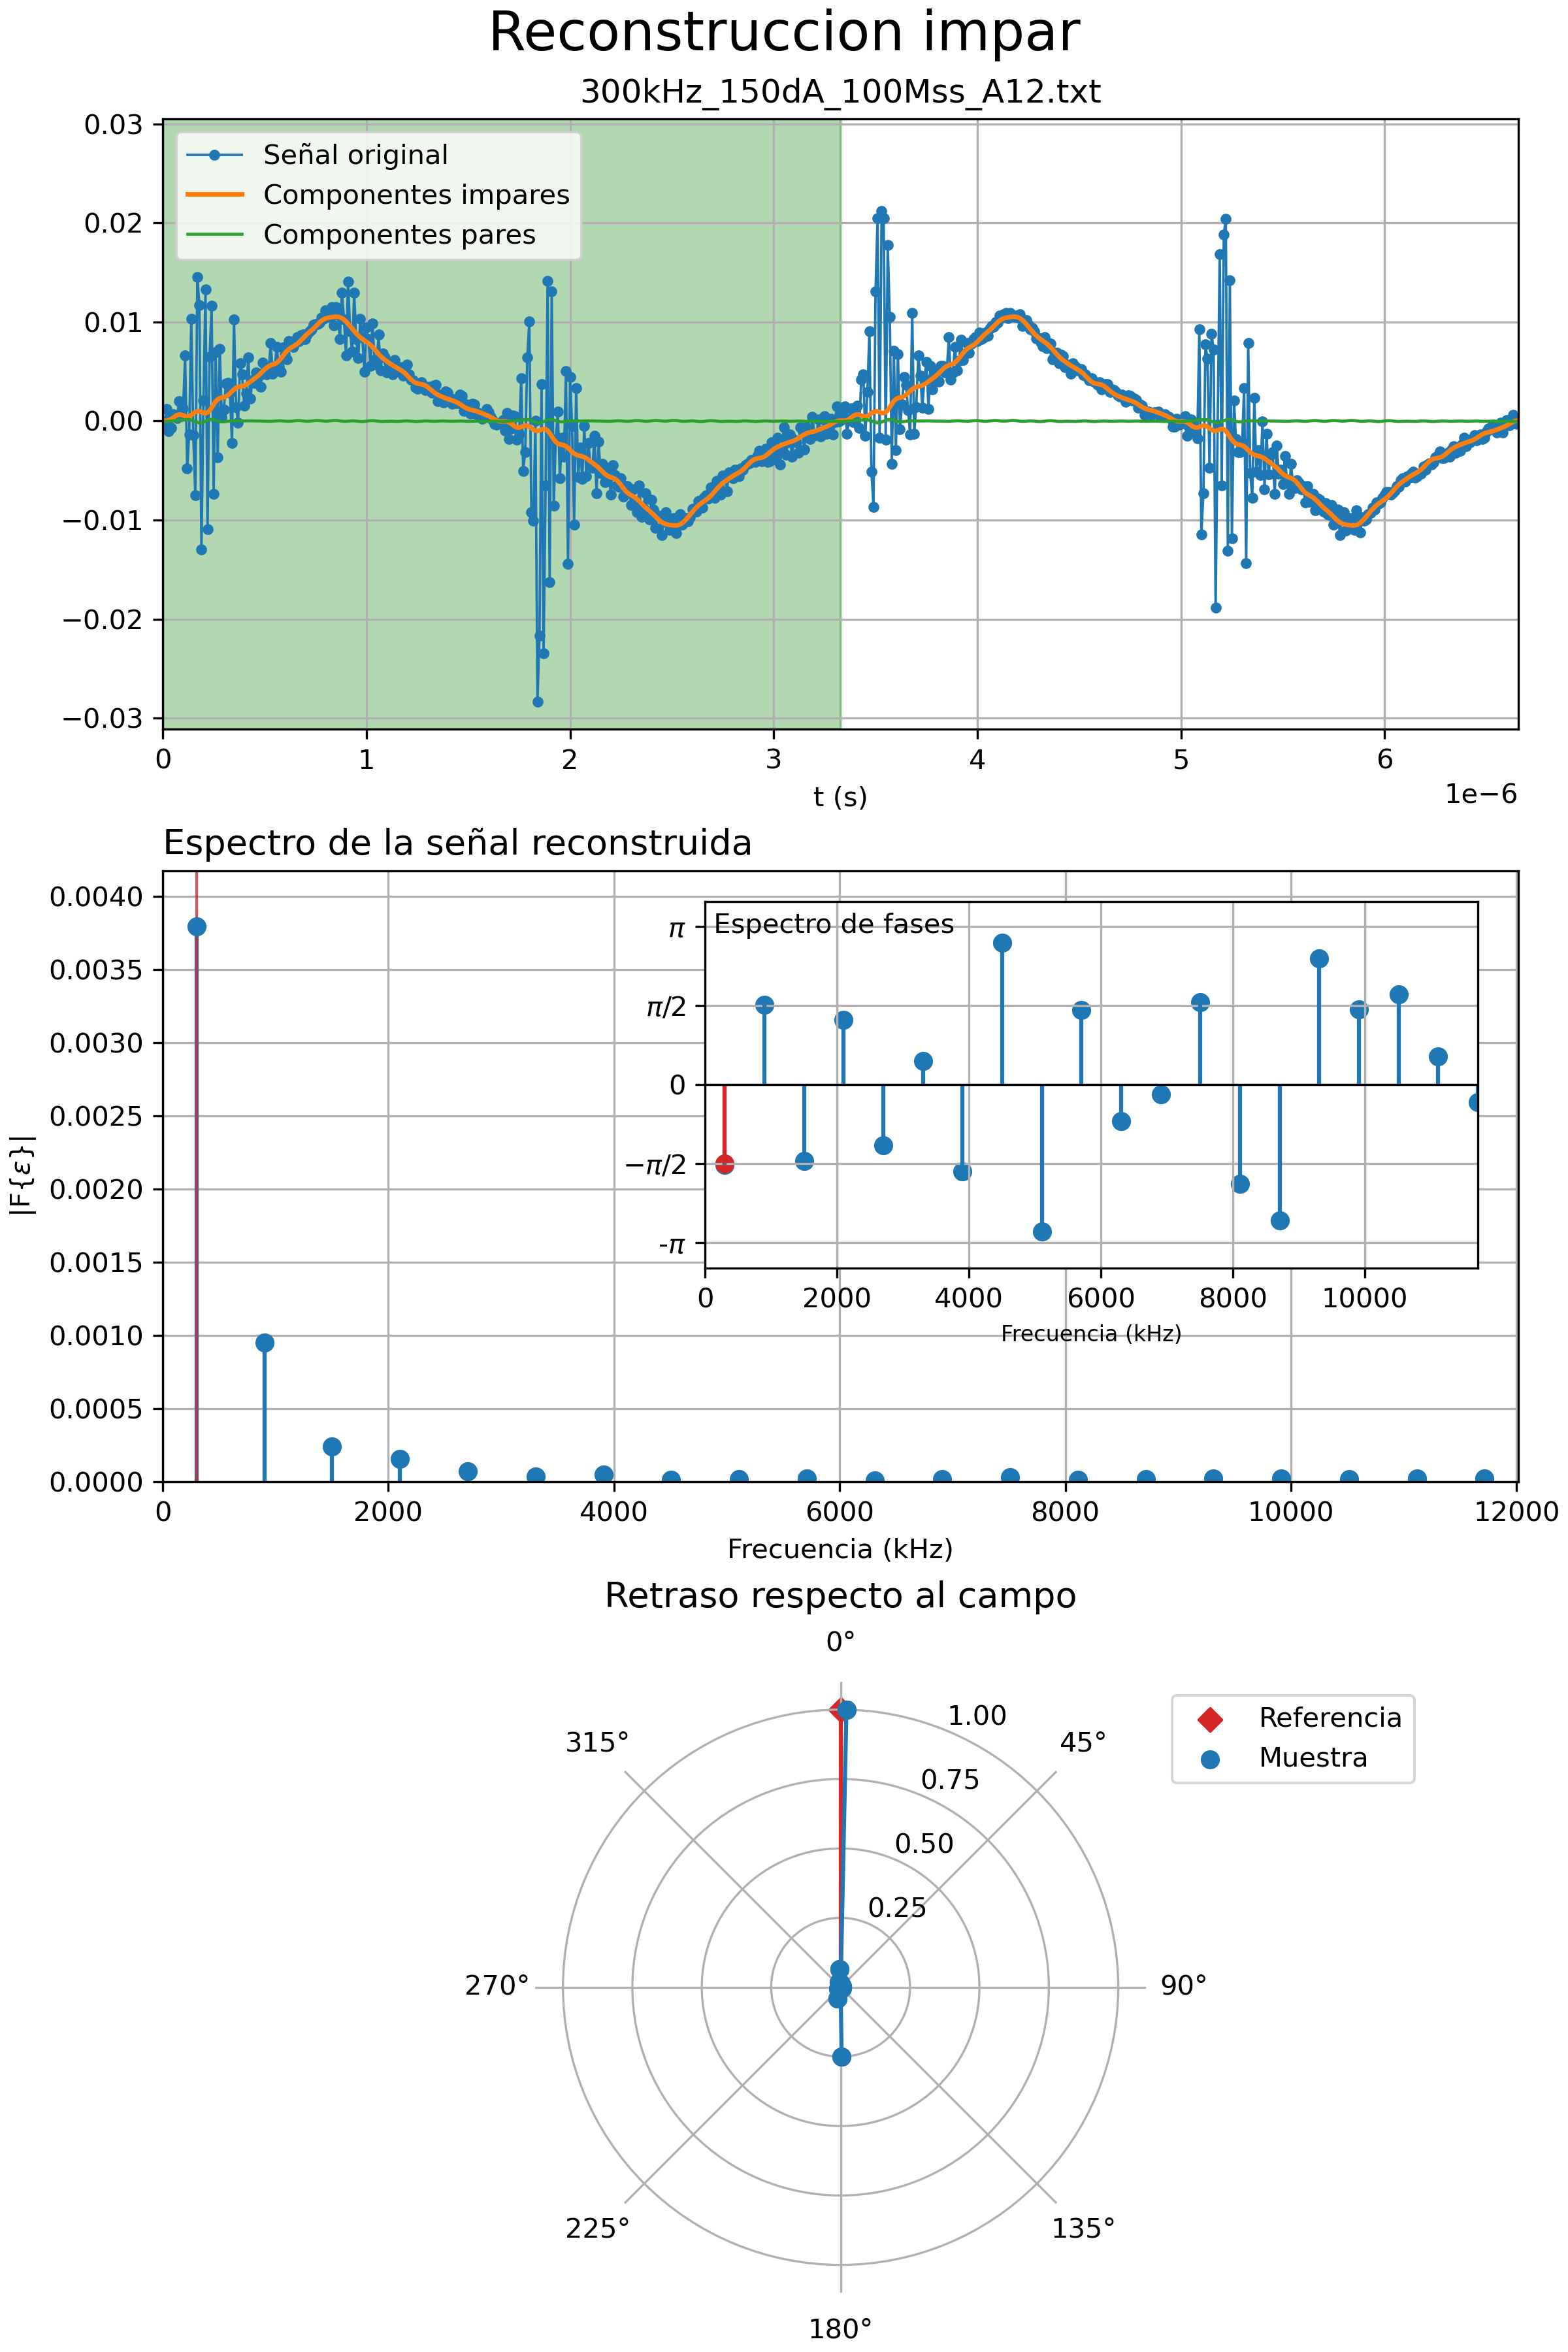 Reconstruccion impar
300kHz_150dA_100Mss_A12.txt
0.03
0.02
0.01
0.00
−0.01
−0.02
−0.03
Señal original
Componentes impares
Componentes pares
0 1 2 3 4 5 6
1e−6
t (s)
Espectro de la señal reconstruida
0.0040
0.0035
0.0030
0.0025
0.0020
0.0015
0.0010
0.0005
0.0000
|F{ε}|
Espectro de fases
π
π/2
0
−π/2
-π
0 2000 4000 6000 8000 10000
Frecuencia (kHz)
0 2000 4000 6000 8000 10000 12000
Frecuencia (kHz)
Retraso respecto al campo
0°
45°
90°
135°
180°
225°
270°
315°
1.00
0.75
0.50
0.25
Referencia
Muestra